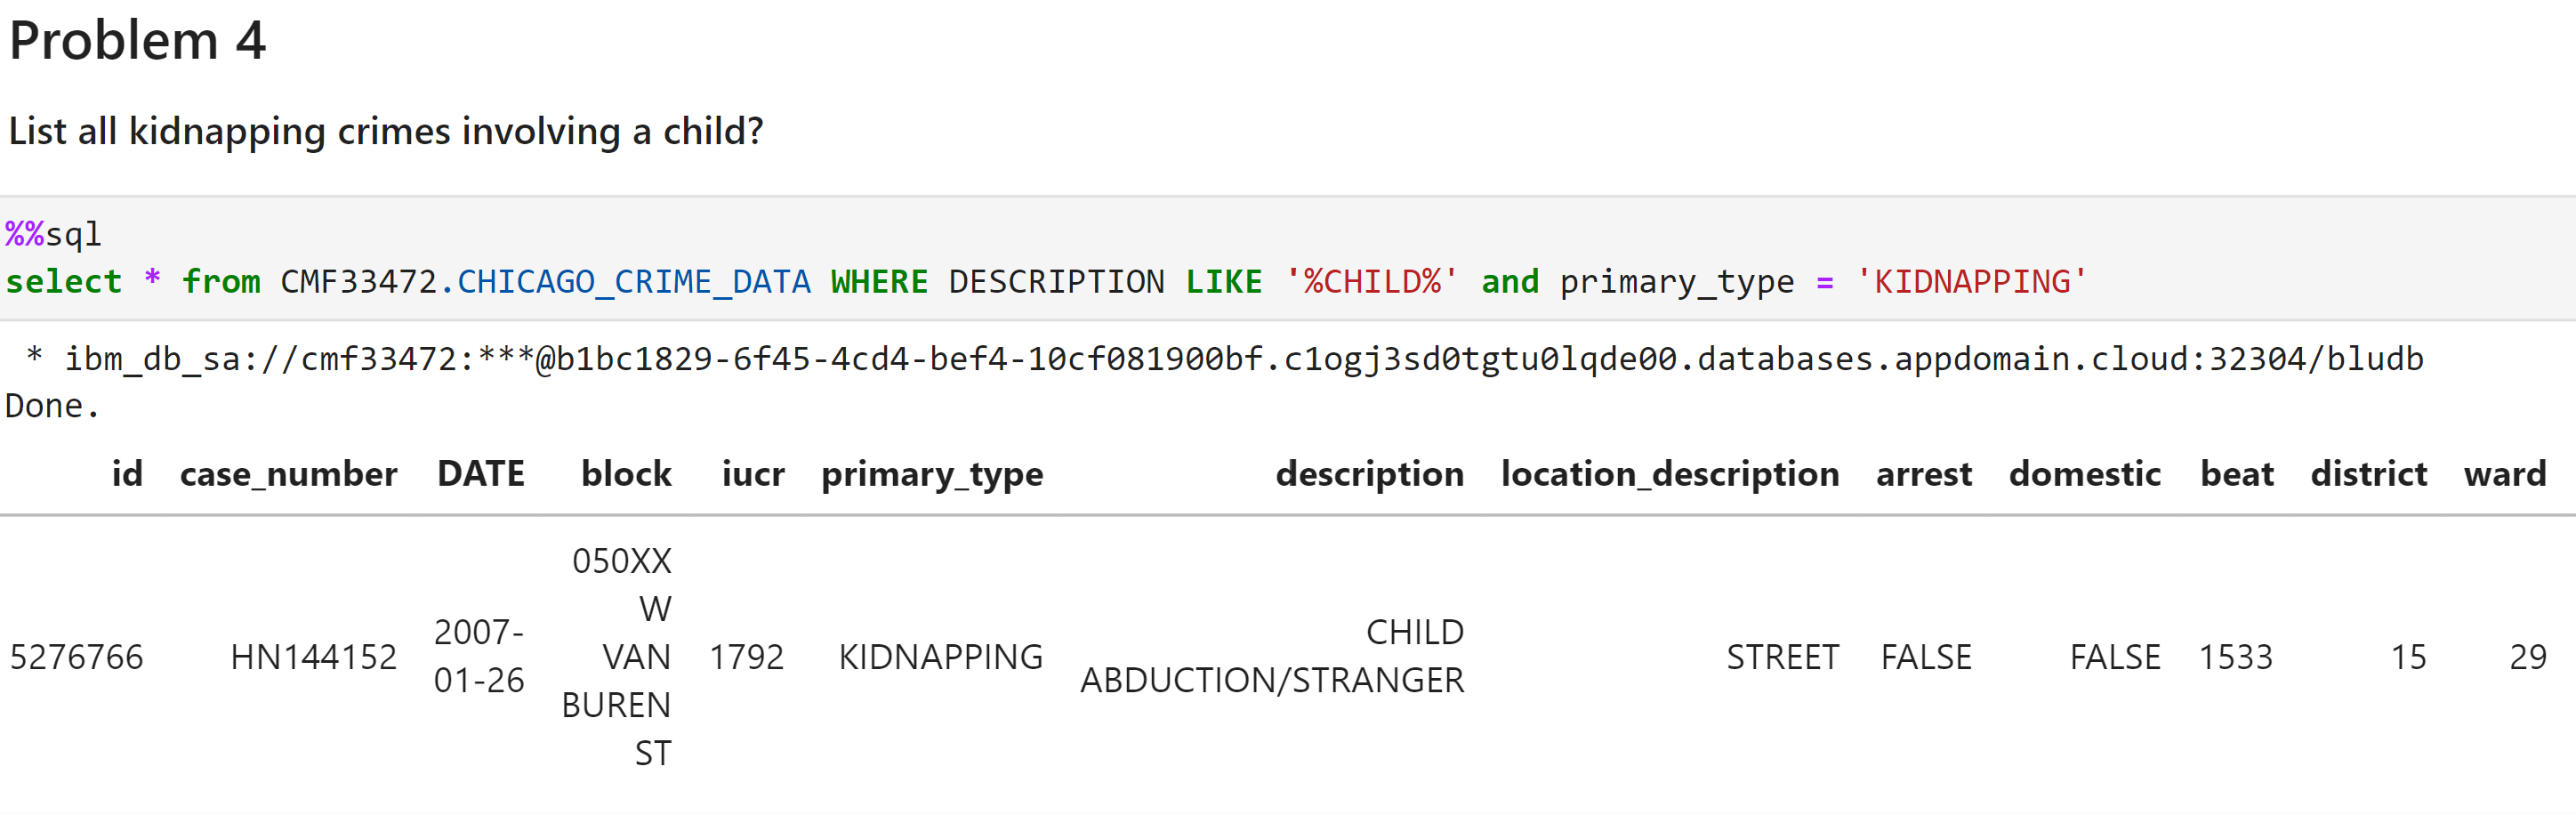 Problem 4
List all kidnapping crimes involving a child?
%%sql
select * from CMF33472.CHICAGO_CRIME_DATA WHERE DESCRIPTION LIKE '%CHILD%' and primary_type = 'KIDNAPPING'
* ibm_db_sa://cmf33472:***@b1bc1829-6f45-4cd4-bef4-10cf081900bf.c1ogj3sd0tgtu0lqde00.databases.appdomain.cloud:32304/bludb
Done.
id case_number DATE block iucr primary_type description location_description arrest domestic beat district ward
5276766 HN144152 2007-
01-26 050XX
W
VAN
BUREN
ST 1792 KIDNAPPING CHILD
ABDUCTION/STRANGER STREET FALSE FALSE 1533 15 29